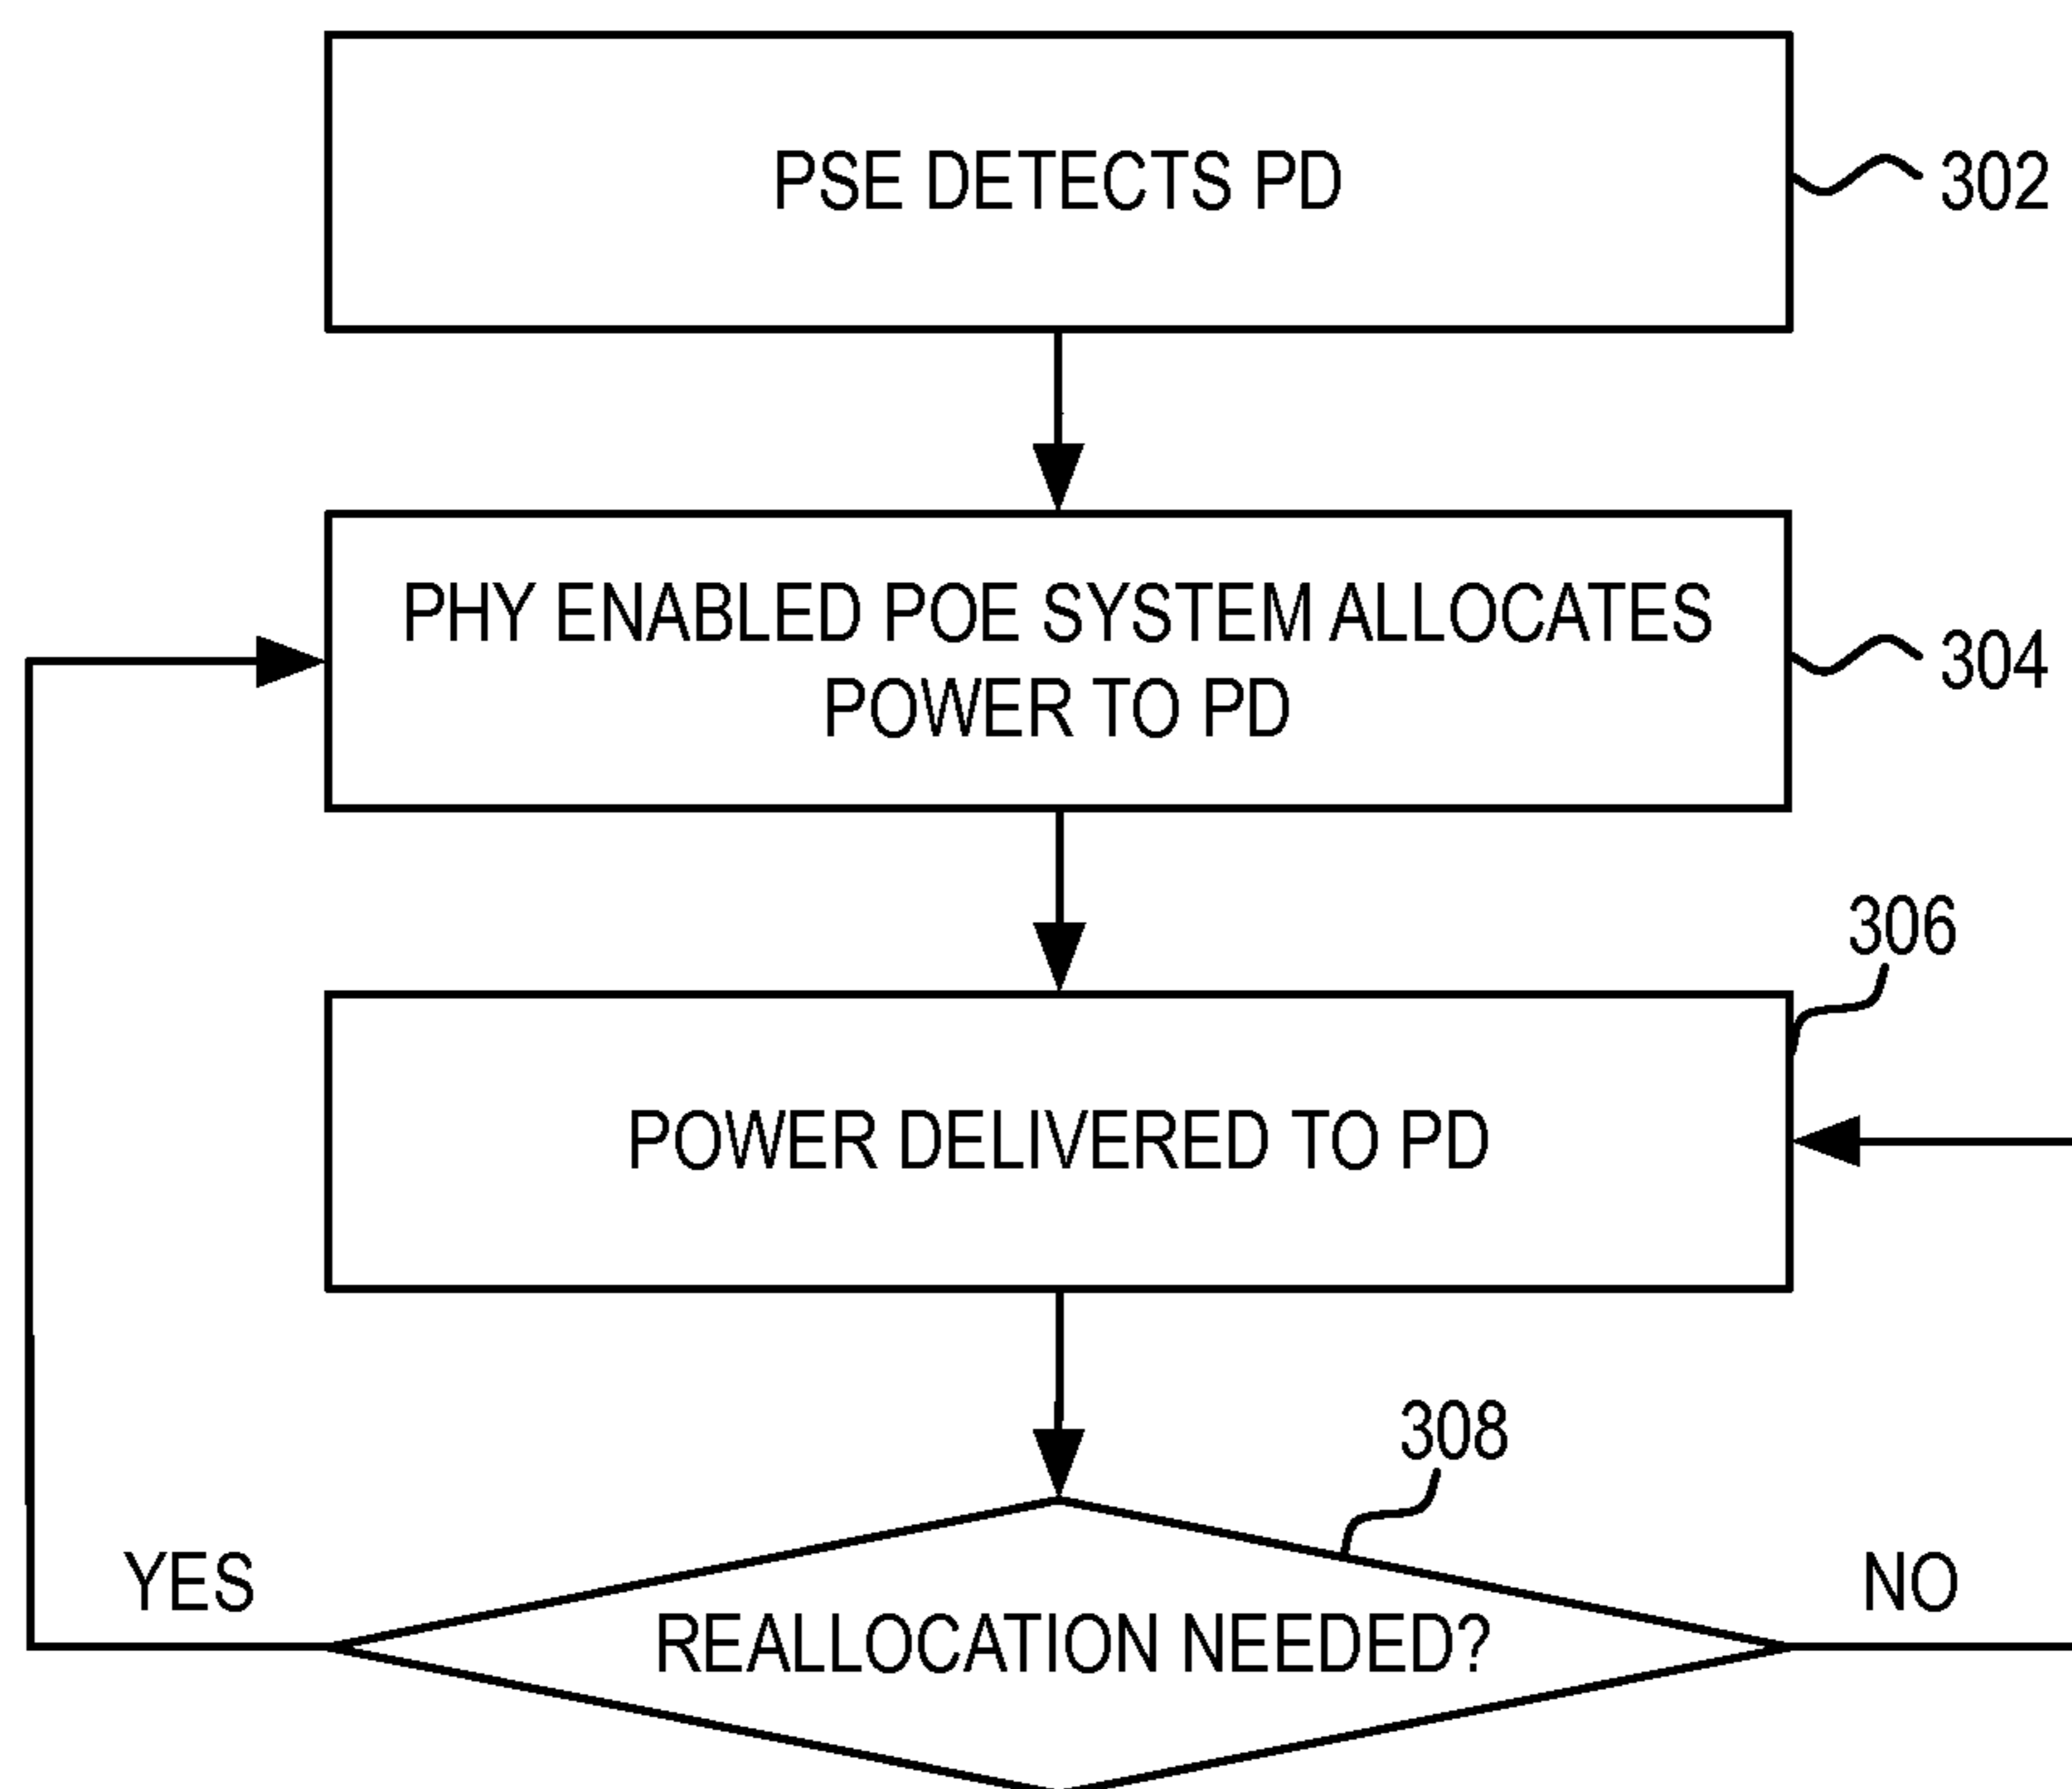 PSE DETECTS PD
302
PHY ENABLED POE SYSTEM ALLOCATES
POWER TO PD
304
306
POWER DELIVERED TO PD
308
YES
NO
REALLOCATION NEEDED?